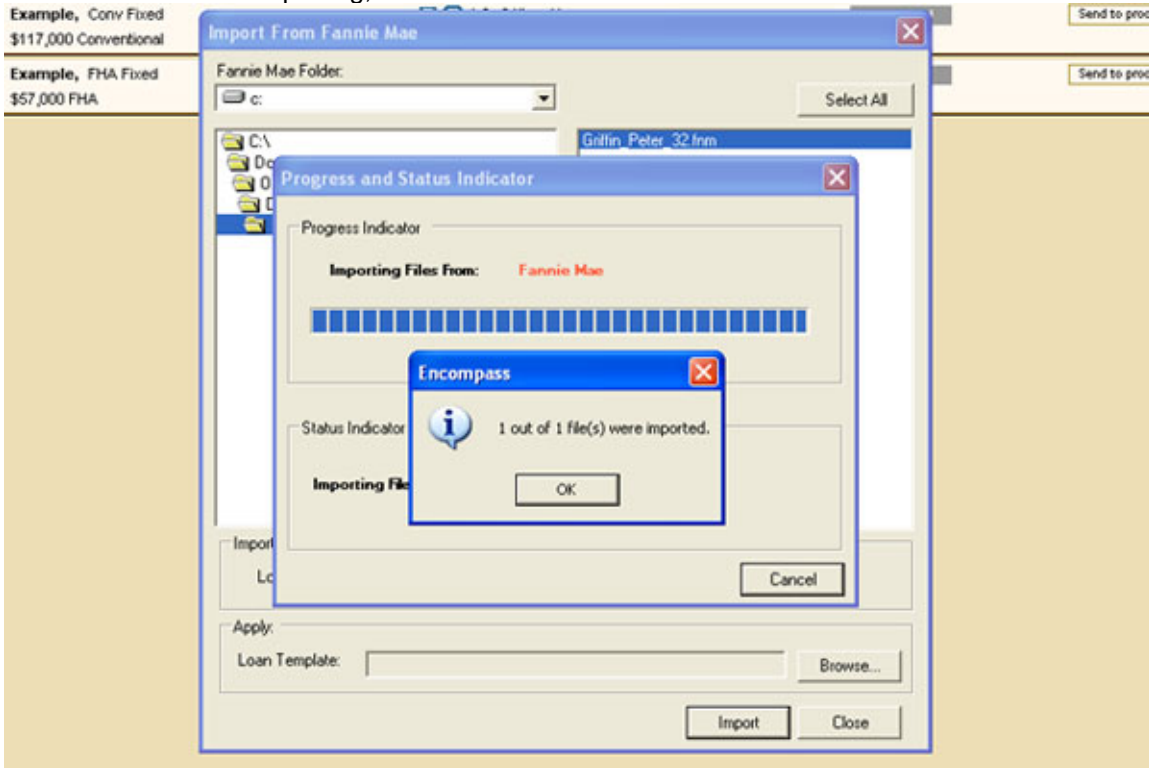 Example, Conv Fixed
$117,000 Conventional
Send to proc
Example, FHA Fixed
$57,000 FHA
Send to proc
Import From Fannie Mae
Fannie Mae Folder:
c:
Select All
C:\
Griffin_Peter_32.fnm
Progress and Status Indicator
Progress Indicator
Importing Files From: Fannie Mae
Encompass
1 out of 1 file(s) were imported.
OK
Status Indicator
Importing File
Cancel
Import
Apply:
Loan Template:
Browse...
Import
Close